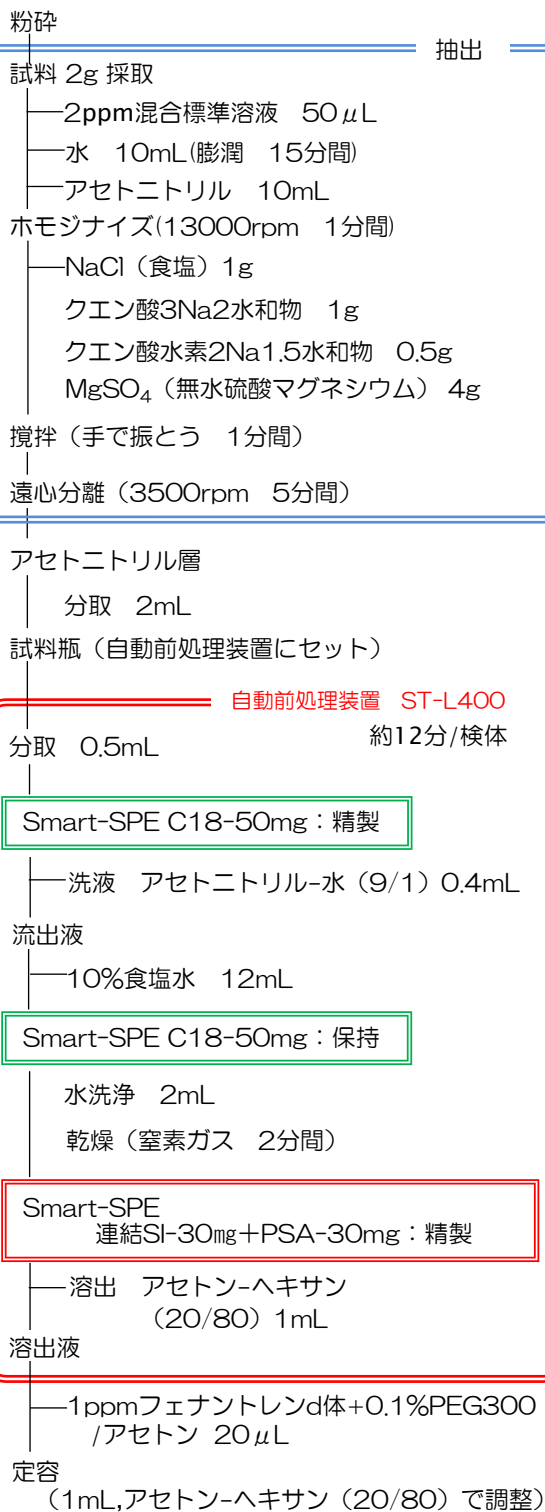 粉砕
抽出
試料 2g 採取
2ppm混合標準溶液 50μL
水 10mL(膨潤 15分間)
アセトニトリル 10mL
ホモジナイズ(13000rpm 1分間)
NaCl（食塩）1g
クエン酸3Na2水和物 1g
クエン酸水素2Na1.5水和物 0.5g
MgSO₄（無水硫酸マグネシウム） 4g
撹拌（手で振とう 1分間）
遠心分離（3500rpm 5分間）
アセトニトリル層
分取 2mL
試料瓶（自動前処理装置にセット）
自動前処理装置 ST-L400
約12分/検体
分取 0.5mL
Smart-SPE C18-50mg：精製
洗液 アセトニトリル-水（9/1）0.4mL
流出液
10%食塩水 12mL
Smart-SPE C18-50mg：保持
水洗浄 2mL
乾燥（窒素ガス 2分間）
Smart-SPE
連結SI-30㎎＋PSA-30mg：精製
溶出 アセトン-ヘキサン
（20/80）1mL
溶出液
1ppmフェナントレンd体+0.1%PEG300
/アセトン 20μL
定容
（1mL,アセトン-ヘキサン（20/80）で調整）